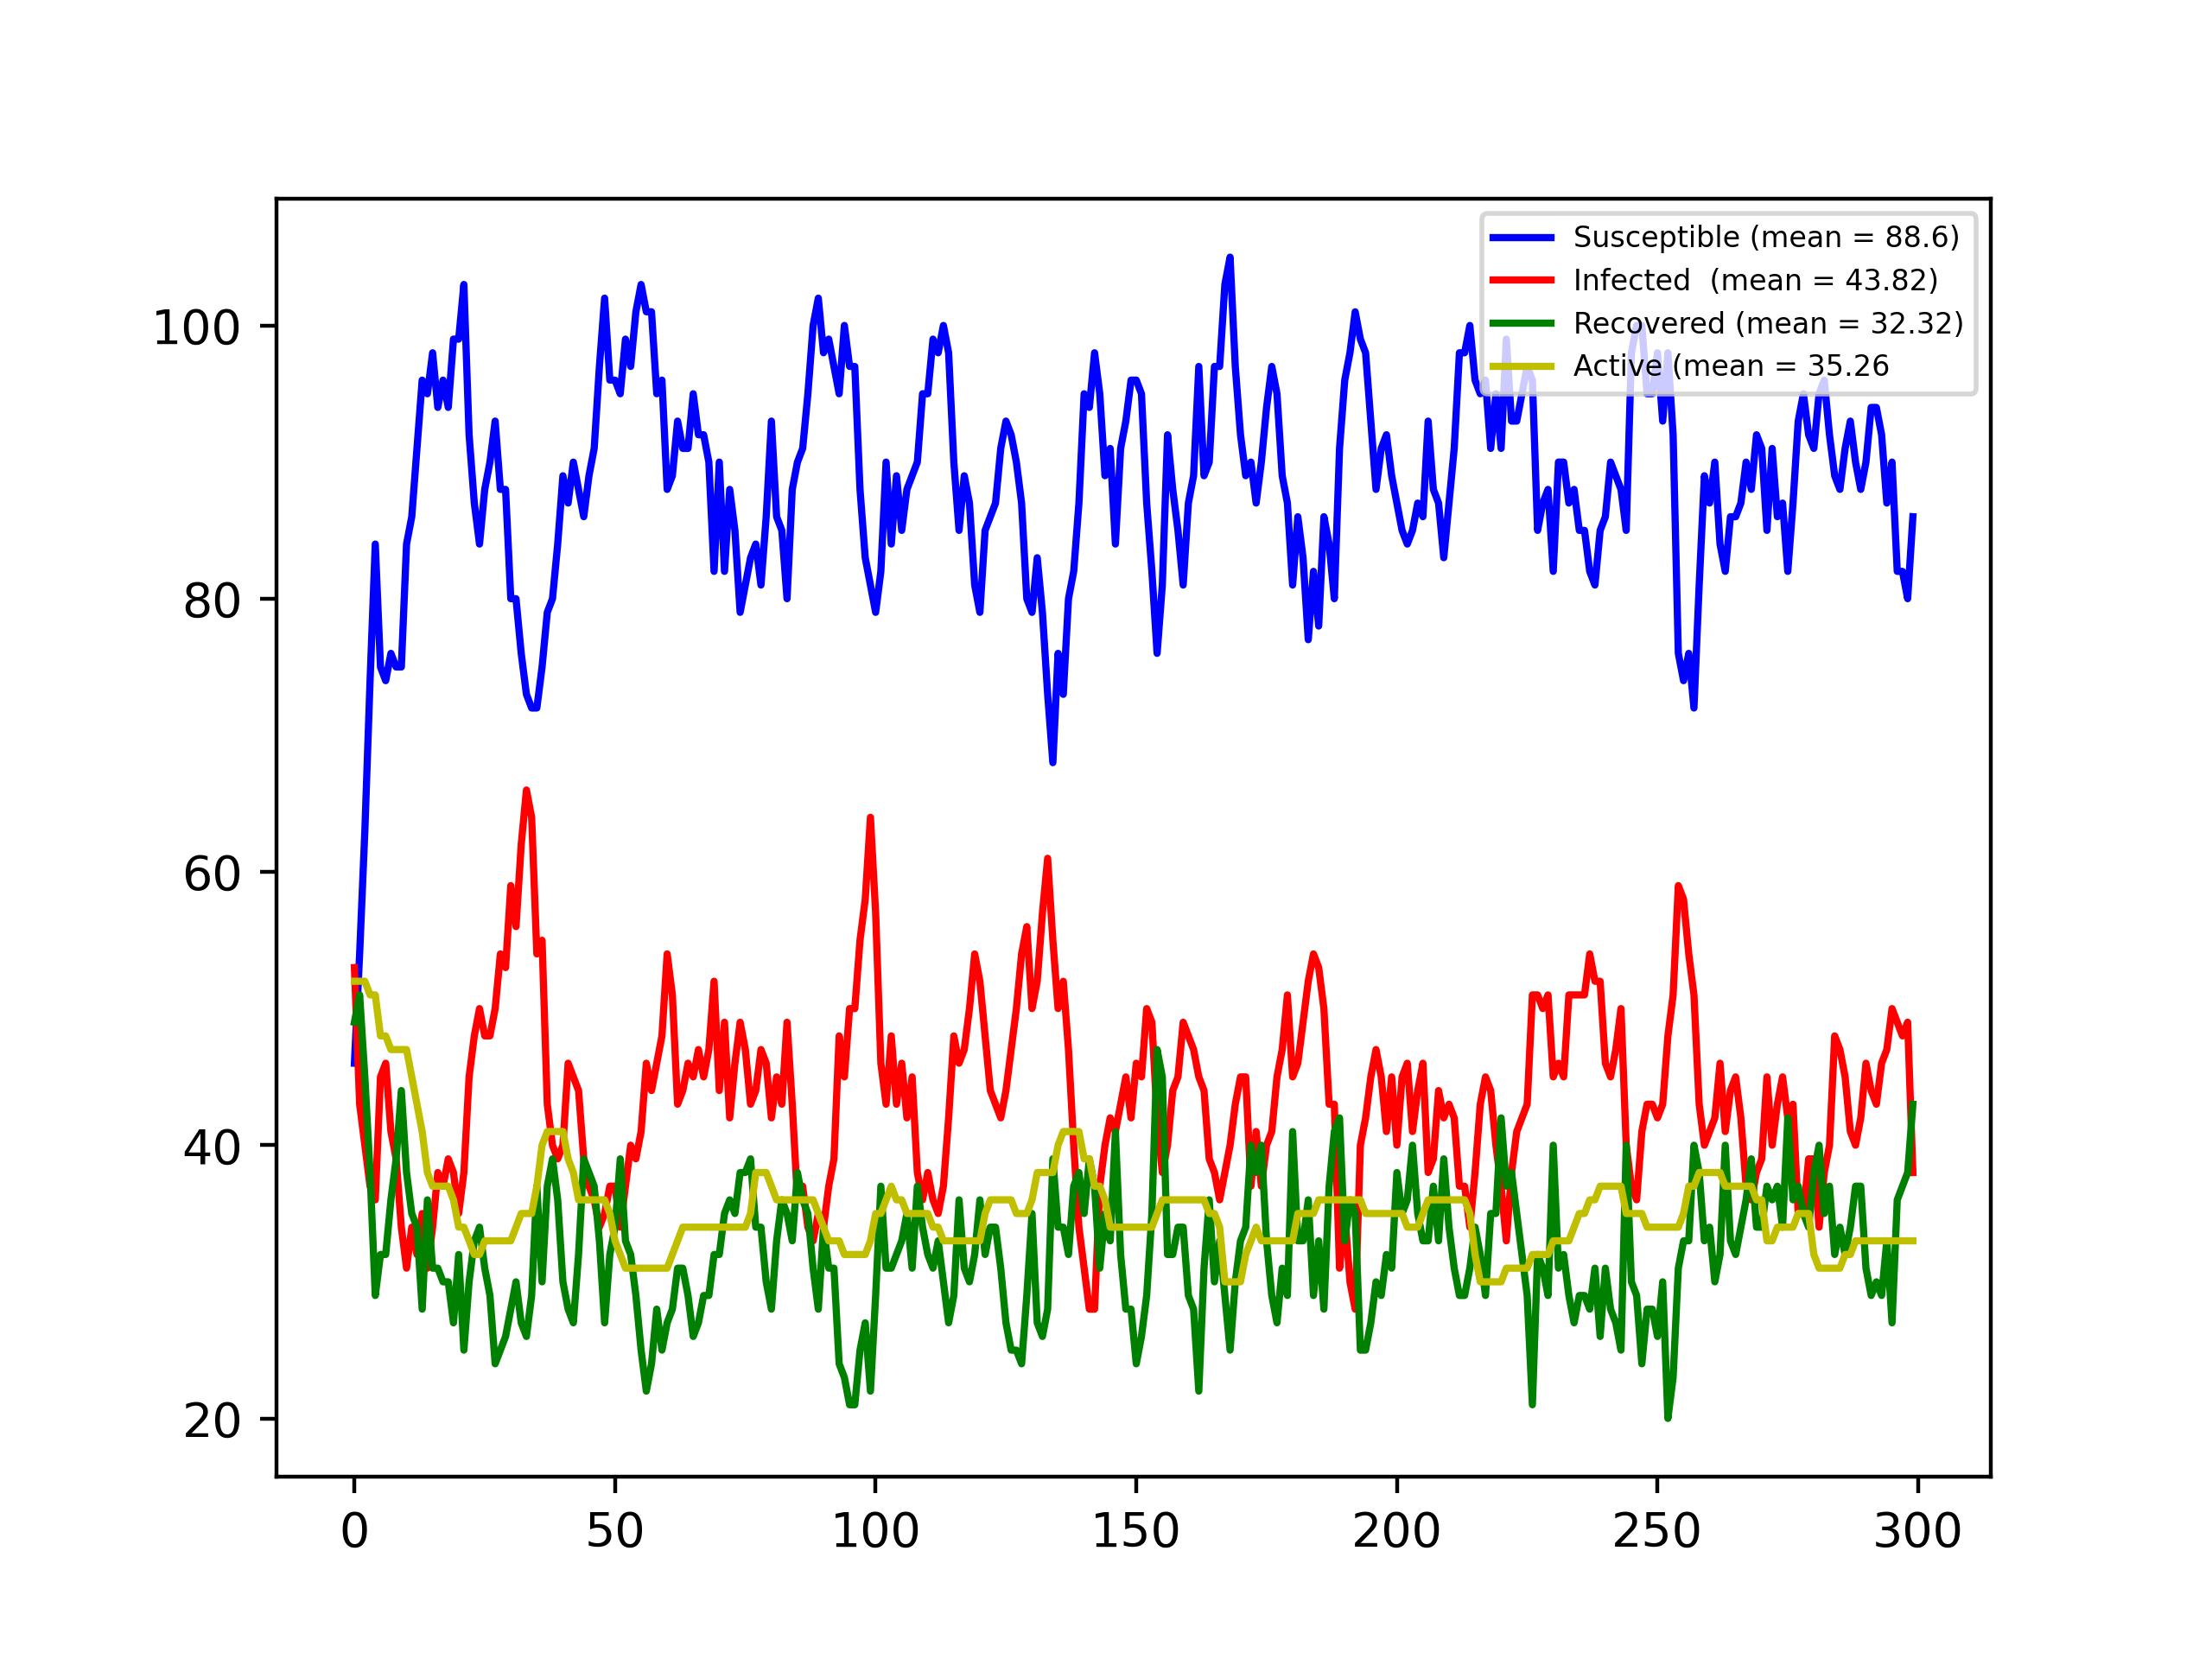 Susceptible (mean = 88.6)
Infected  (mean = 43.82)
Recovered (mean = 32.32)
Active (mean = 35.26
100
80
60
40
20
0 50 100 150 200 250 300